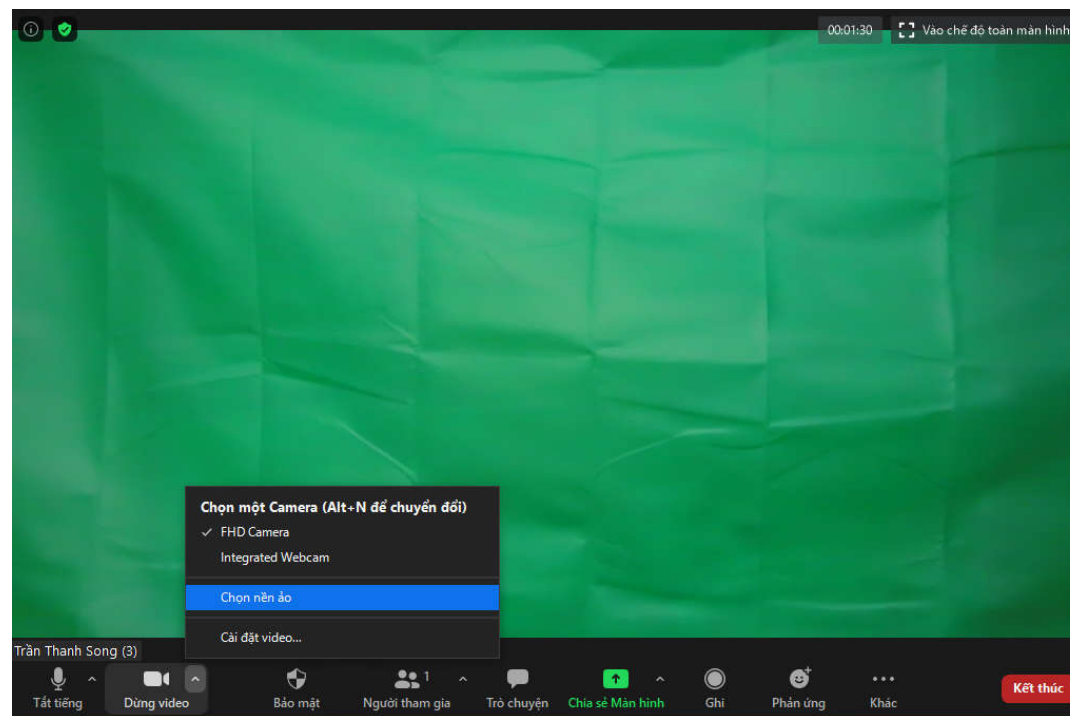 00:01:30 Vào chế độ toàn màn hình
Chọn một Camera (Alt+N để chuyển đổi)
FHD Camera
Integrated Webcam
Chọn nền ảo
Cài đặt video...
Trần Thanh Song (3)
Tắt tiếng Dừng video Bảo mật Người tham gia 1 Trò chuyện Chia sẻ Màn hình Ghi Phản ứng Khác Kết thúc